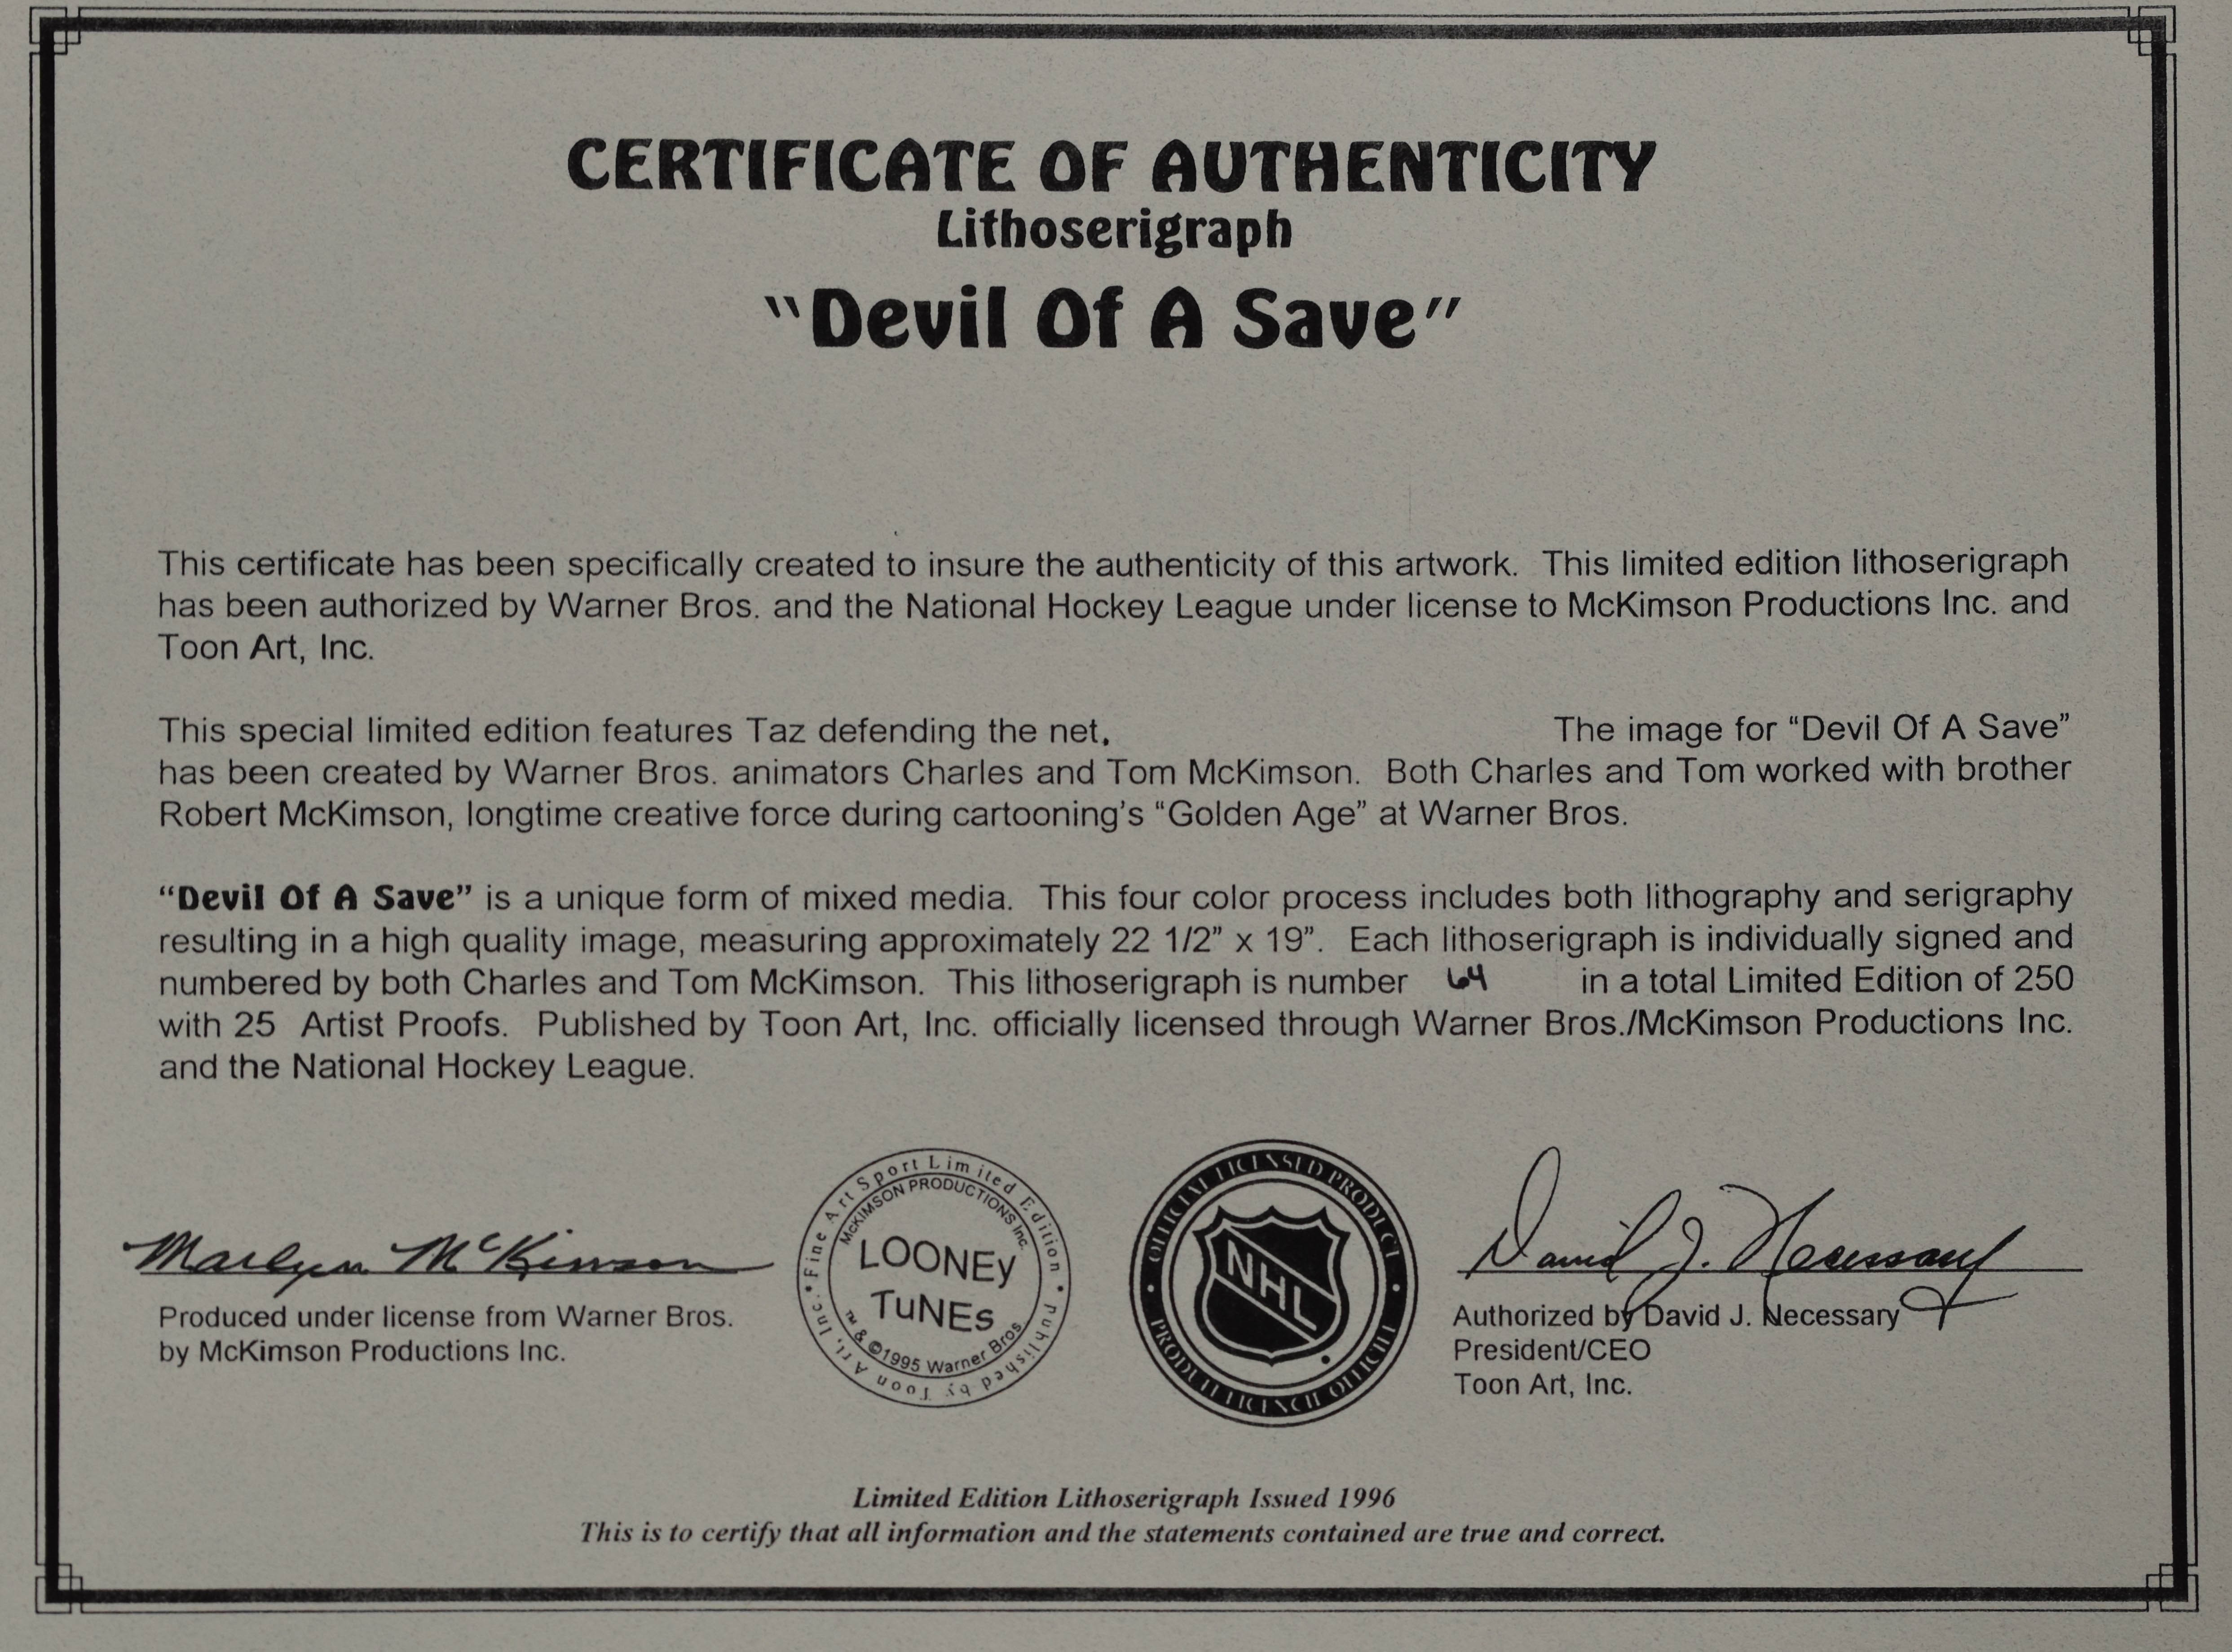 CERTIFICATE OF AUTHENTICITY
Lithoserigraph
"Devil Of A Save"
This certificate has been specifically created to insure the authenticity of this artwork. This limited edition lithoserigraph
has been authorized by Warner Bros. and the National Hockey League under license to McKimson Productions Inc. and
Toon Art, Inc.
This special limited edition features Taz defending the net. The image for “Devil Of A Save”
has been created by Warner Bros. animators Charles and Tom McKimson. Both Charles and Tom worked with brother
Robert McKimson, longtime creative force during cartooning’s “Golden Age” at Warner Bros.
“Devil Of A Save” is a unique form of mixed media. This four color process includes both lithography and serigraphy
resulting in a high quality image, measuring approximately 22 1/2” x 19”. Each lithoserigraph is individually signed and
numbered by both Charles and Tom McKimson. This lithoserigraph is number 64 in a total Limited Edition of 250
with 25 Artist Proofs. Published by Toon Art, Inc. officially licensed through Warner Bros./McKimson Productions Inc.
and the National Hockey League.
Marlyn McKimson
Produced under license from Warner Bros.
by McKimson Productions Inc.
Fine Art Sport Limited Edition • Published by Toon Art, Inc. •
McKIMSON PRODUCTIONS Inc.
LOONEy
TuNEs
™ & ©1995 Warner Bros.
• OFFICIAL LICENSED PRODUCT •
NHL
PRODUIT LICENCIÉ OFFICIEL
David J. Necessary
Authorized by David J. Necessary
President/CEO
Toon Art, Inc.
Limited Edition Lithoserigraph Issued 1996
This is to certify that all information and the statements contained are true and correct.